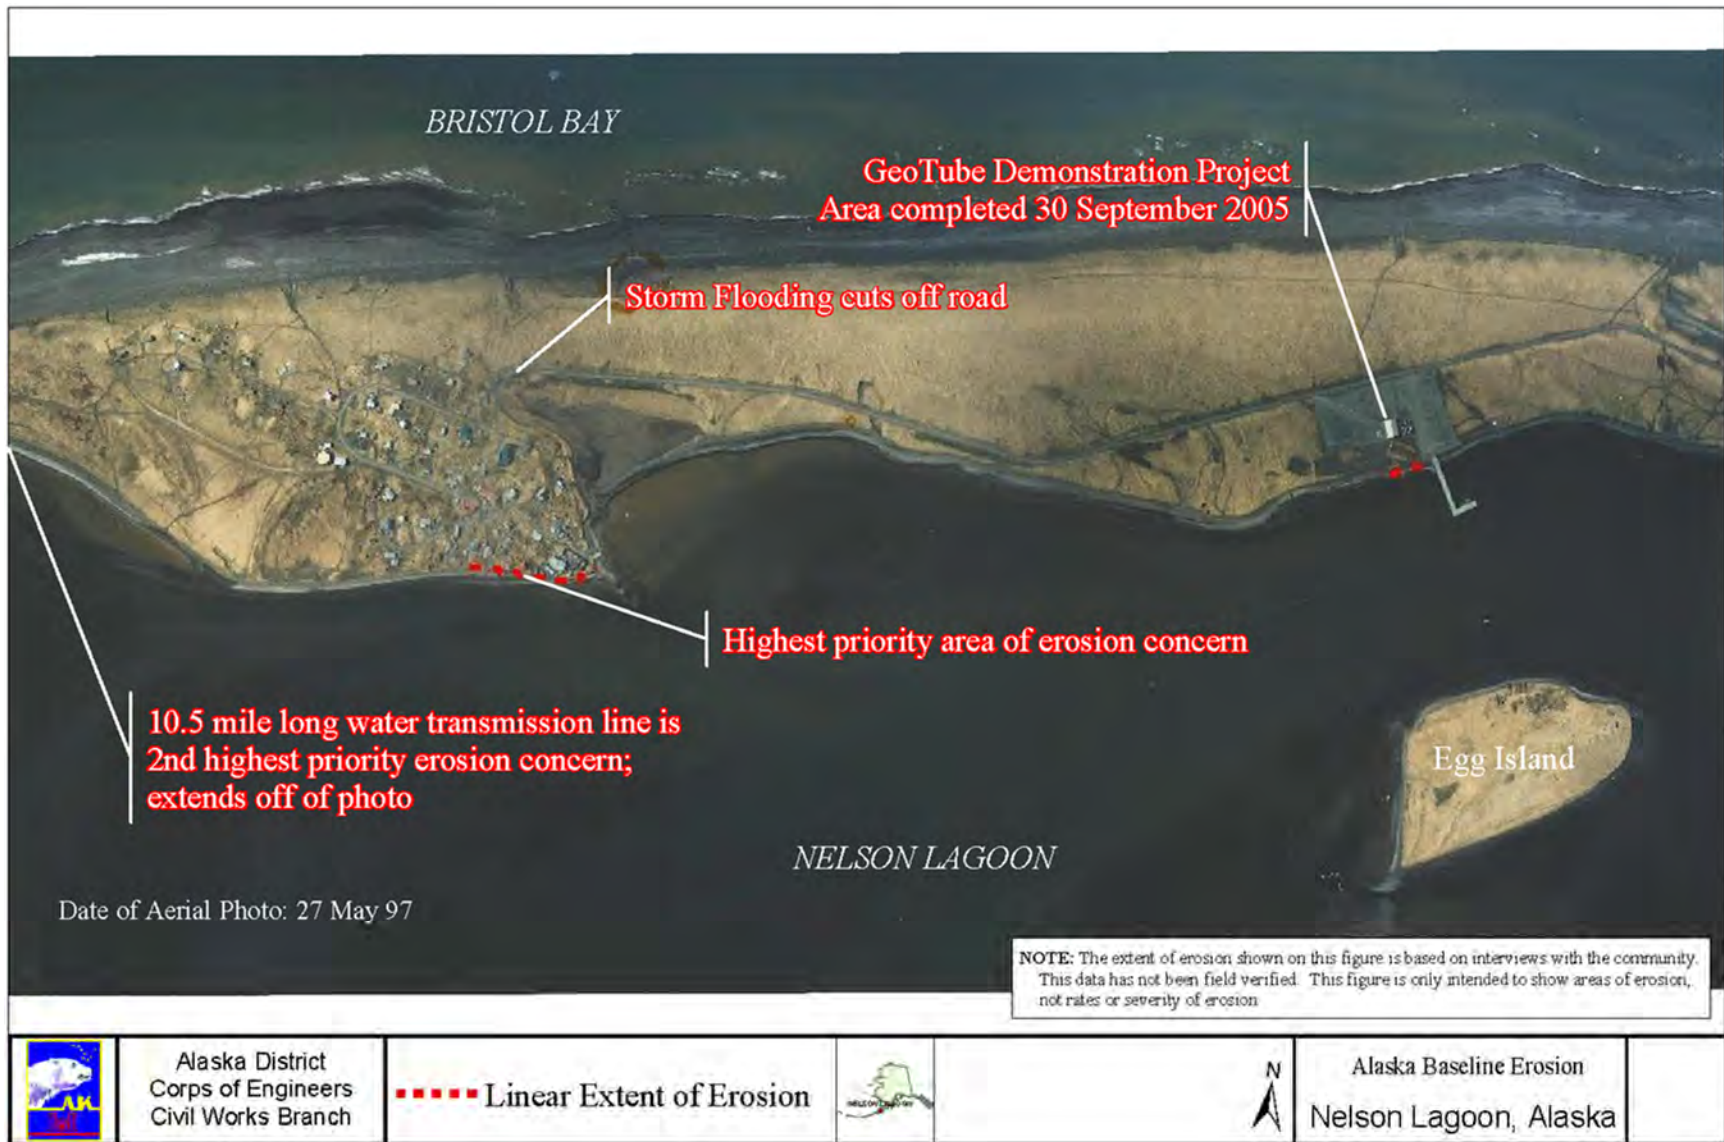 BRISTOL BAY
GeoTube Demonstration Project
Area completed 30 September 2005
Storm Flooding cuts off road
Highest priority area of erosion concern
10.5 mile long water transmission line is
2nd highest priority erosion concern;
extends off of photo
Egg Island
NELSON LAGOON
Date of Aerial Photo: 27 May 97
NOTE: The extent of erosion shown on this figure is based on interviews with the community.
This data has not been field verified. This figure is only intended to show areas of erosion,
not rates or severity of erosion
AK
Alaska District
Corps of Engineers
Civil Works Branch
Linear Extent of Erosion
NELSON LAGOON
N
Alaska Baseline Erosion
Nelson Lagoon, Alaska